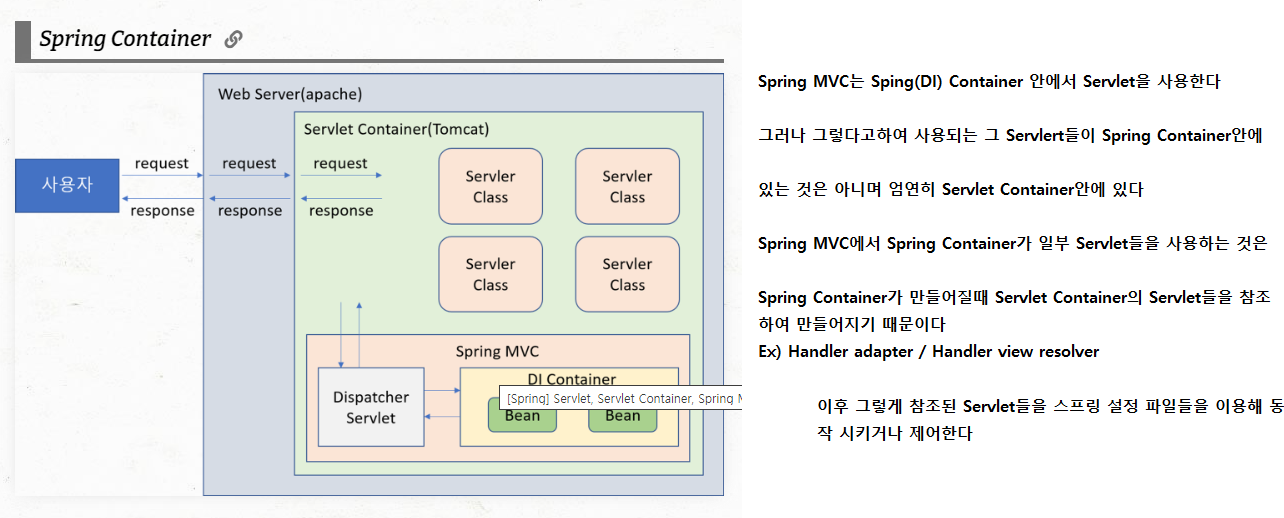 Spring Container
Web Server(apache)
Servlet Container(Tomcat)
사용자
request
request
request
response
response
response
Servler
Class
Servler
Class
Servler
Class
Servler
Class
Spring MVC
Dispatcher
Servlet
DI Container
[Spring] Servlet, Servlet Container, Spring M
Bean
Bean
Spring MVC는 Sping(DI) Container 안에서 Servlet을 사용한다
그러나 그렇다고하여 사용되는 그 Servlert들이 Spring Container안에
있는 것은 아니며 엄연히 Servlet Container안에 있다
Spring MVC에서 Spring Container가 일부 Servlet들을 사용하는 것은
Spring Container가 만들어질때 Servlet Container의 Servlet들을 참조
하여 만들어지기 때문이다
Ex) Handler adapter / Handler view resolver
이후 그렇게 참조된 Servlet들을 스프링 설정 파일들을 이용해 동
작 시키거나 제어한다